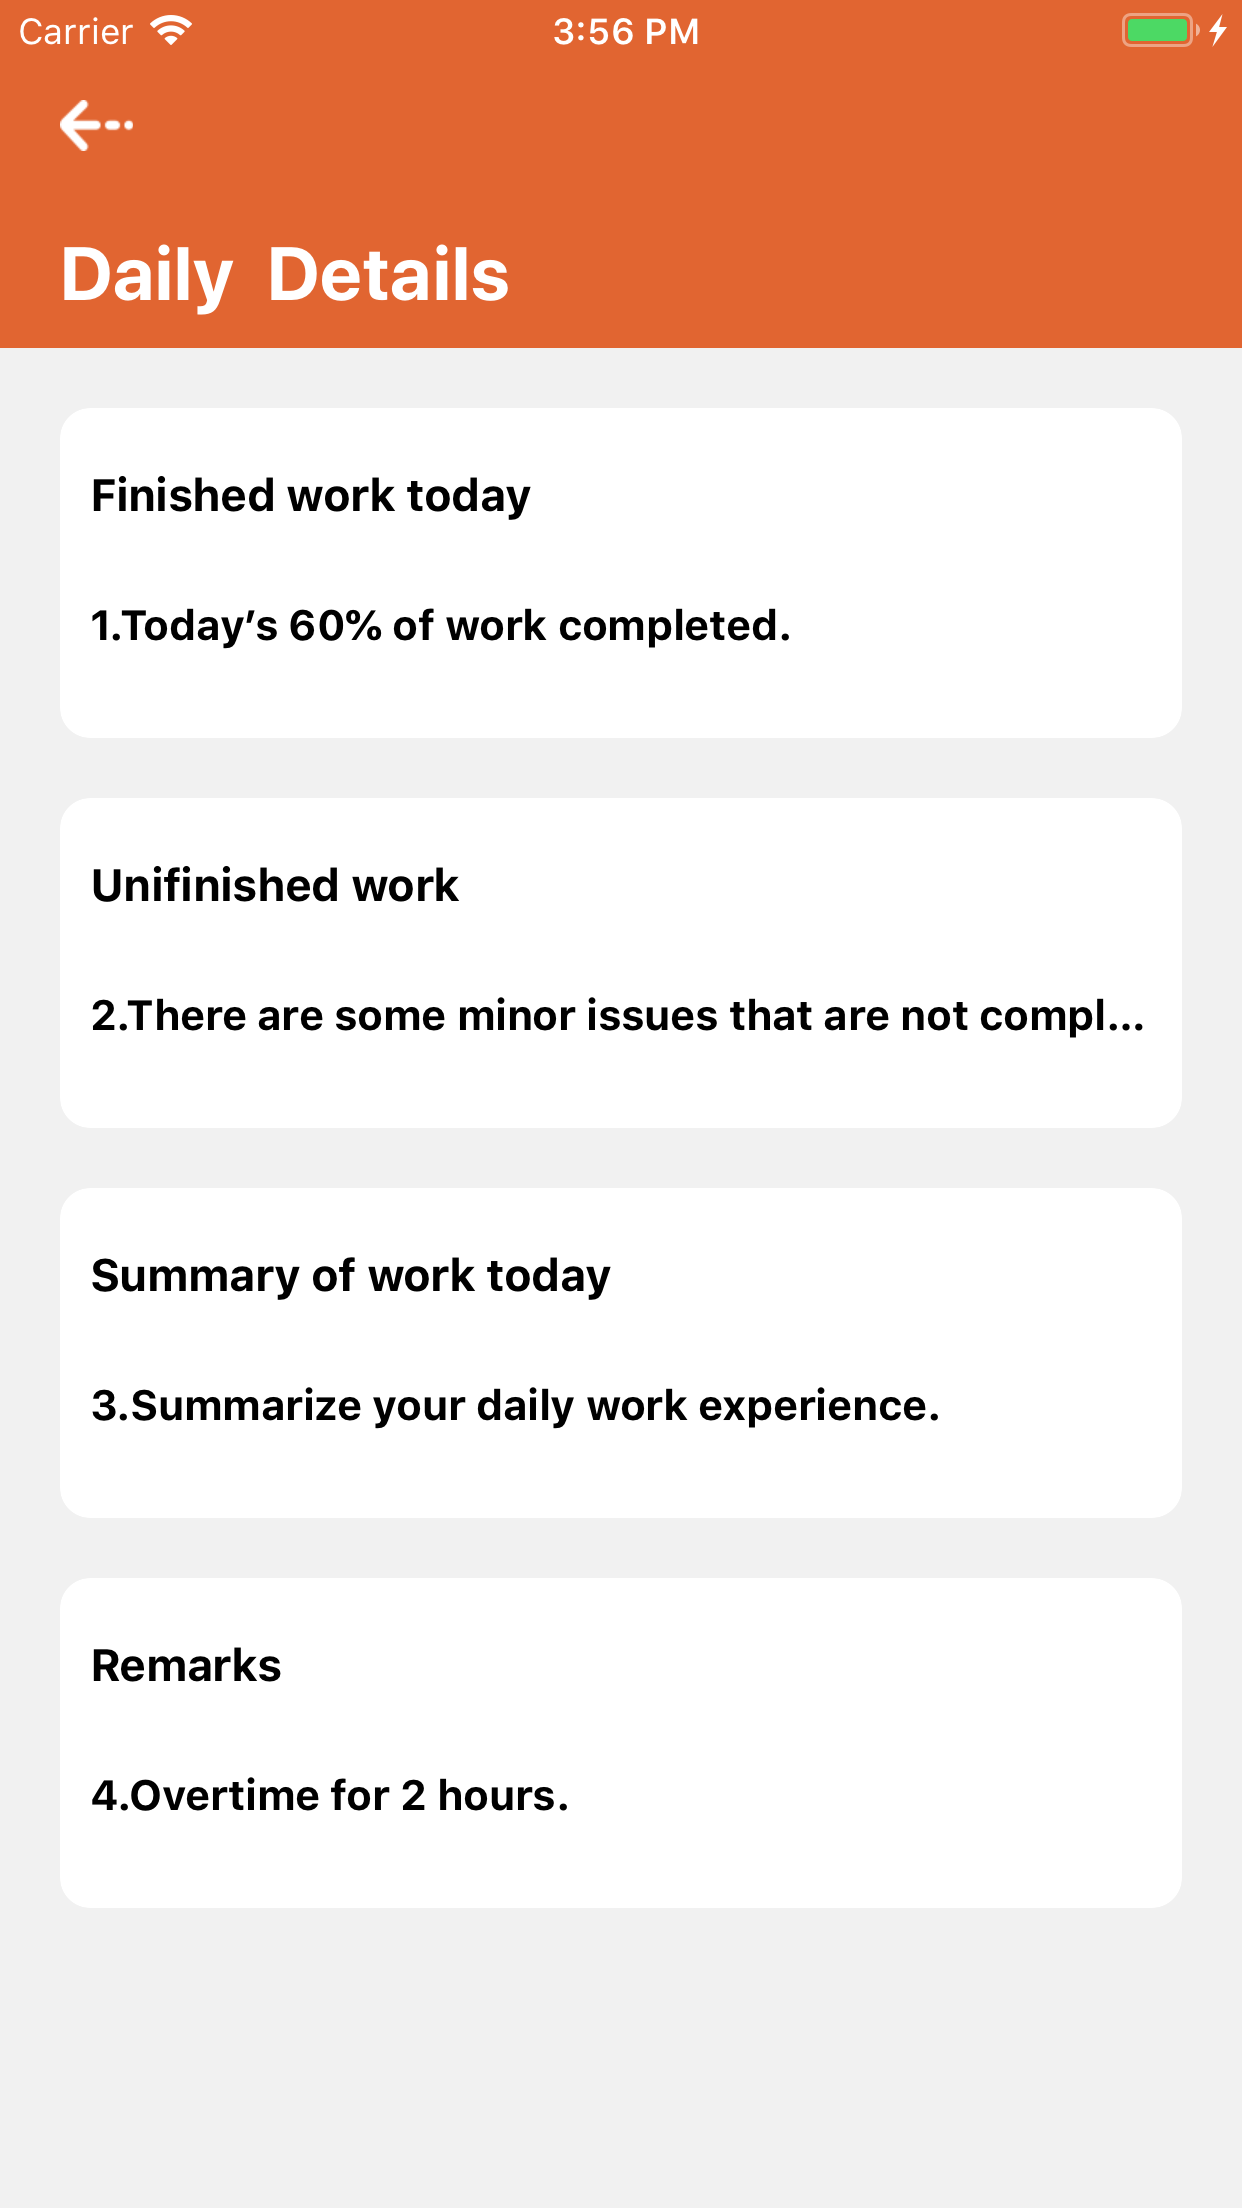 Carrier 3:56 PM
Daily Details
Finished work today
1.Today’s 60% of work completed.
Unifinished work
2.There are some minor issues that are not compl...
Summary of work today
3.Summarize your daily work experience.
Remarks
4.Overtime for 2 hours.